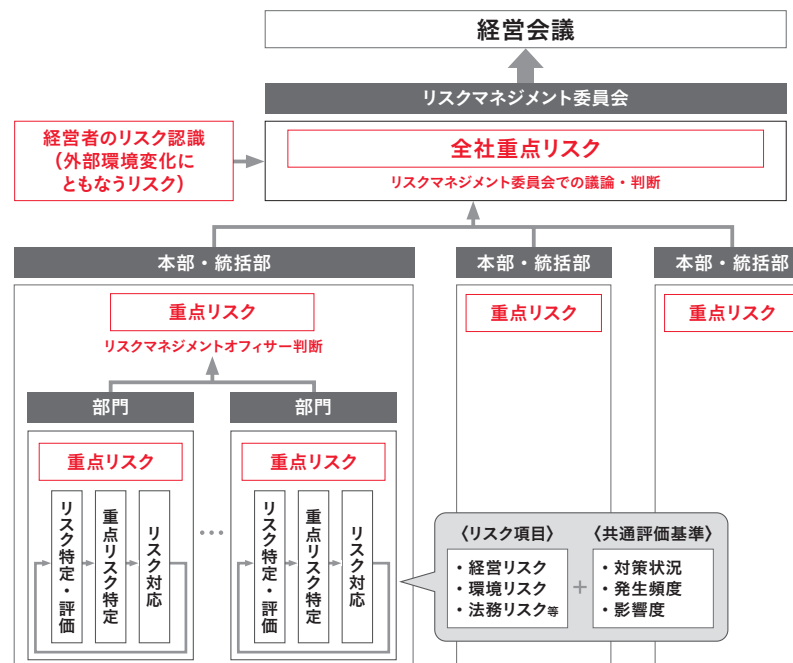 経営会議
リスクマネジメント委員会
経営者のリスク認識
(外部環境変化に
ともなうリスク)
全社重点リスク
リスクマネジメント委員会での議論・判断
本部・統括部
本部・統括部
本部・統括部
重点リスク
リスクマネジメントオフィサー判断
重点リスク
重点リスク
部門
部門
重点リスク
重点リスク
リスク特定・評価
重点リスク特定
リスク対応
…
リスク特定・評価
重点リスク特定
リスク対応
〈リスク項目〉
・経営リスク
・環境リスク
・法務リスク等
+
〈共通評価基準〉
・対策状況
・発生頻度
・影響度